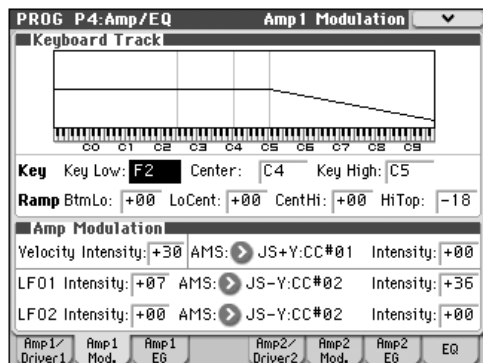 PROG P4:Amp/EQ Amp1 Modulation
Keyboard Track
C0 C1 C2 C3 C4 C5 C6 C7 C8 C9
Key Key Low: F2 Center: C4 Key High: C5
Ramp BtmLo: +00 LoCent: +00 CentHi: +00 HiTop: -18
Amp Modulation
Velocity Intensity: +30 AMS: JS+Y:CC#01 Intensity: +00
LFO1 Intensity: +07 AMS: JS-Y:CC#02 Intensity: +36
LFO2 Intensity: +00 AMS: JS-Y:CC#02 Intensity: +00
Amp1/ Driver1 Amp1 Mod. Amp1 EG Amp2/ Driver2 Amp2 Mod. Amp2 EG EQ